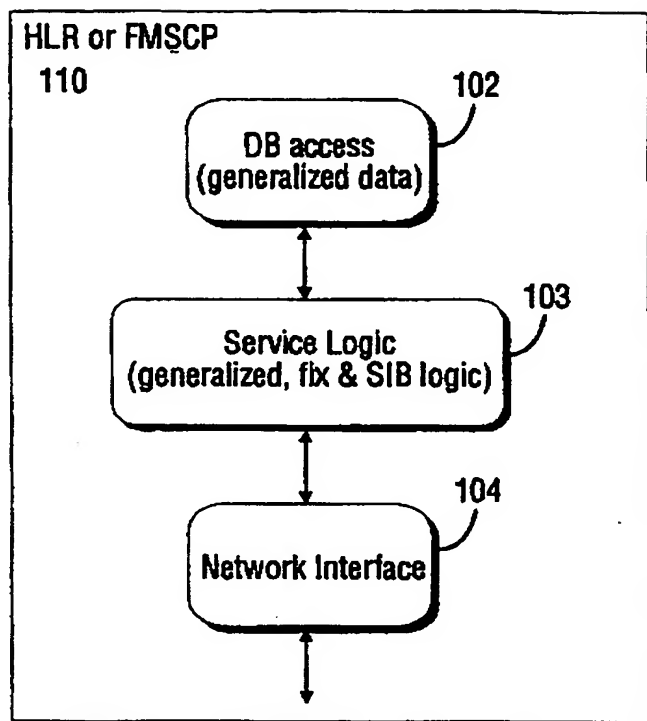 HLR or FMSCP
110
102
DB access
(generalized data)
103
Service Logic
(generalized, fix & SIB logic)
104
Network Interface